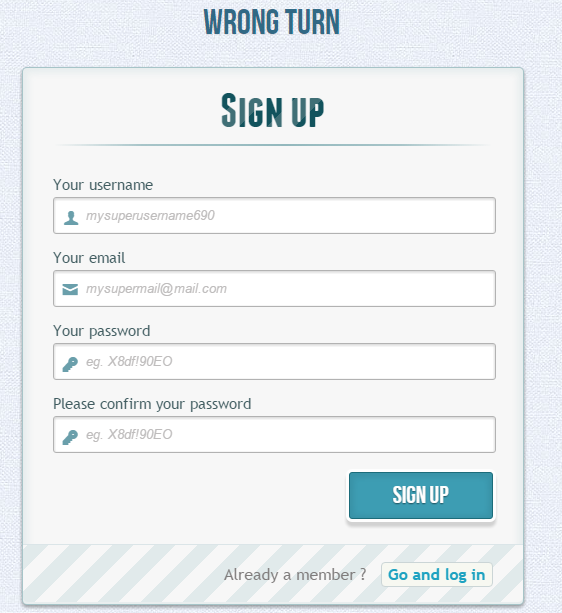 WRONG TURN
SIGN UP
Your username
mysuperusername690
Your email
mysupermail@mail.com
Your password
eg. X8df!90EO
Please confirm your password
eg. X8df!90EO
SIGN UP
Already a member ? Go and log in